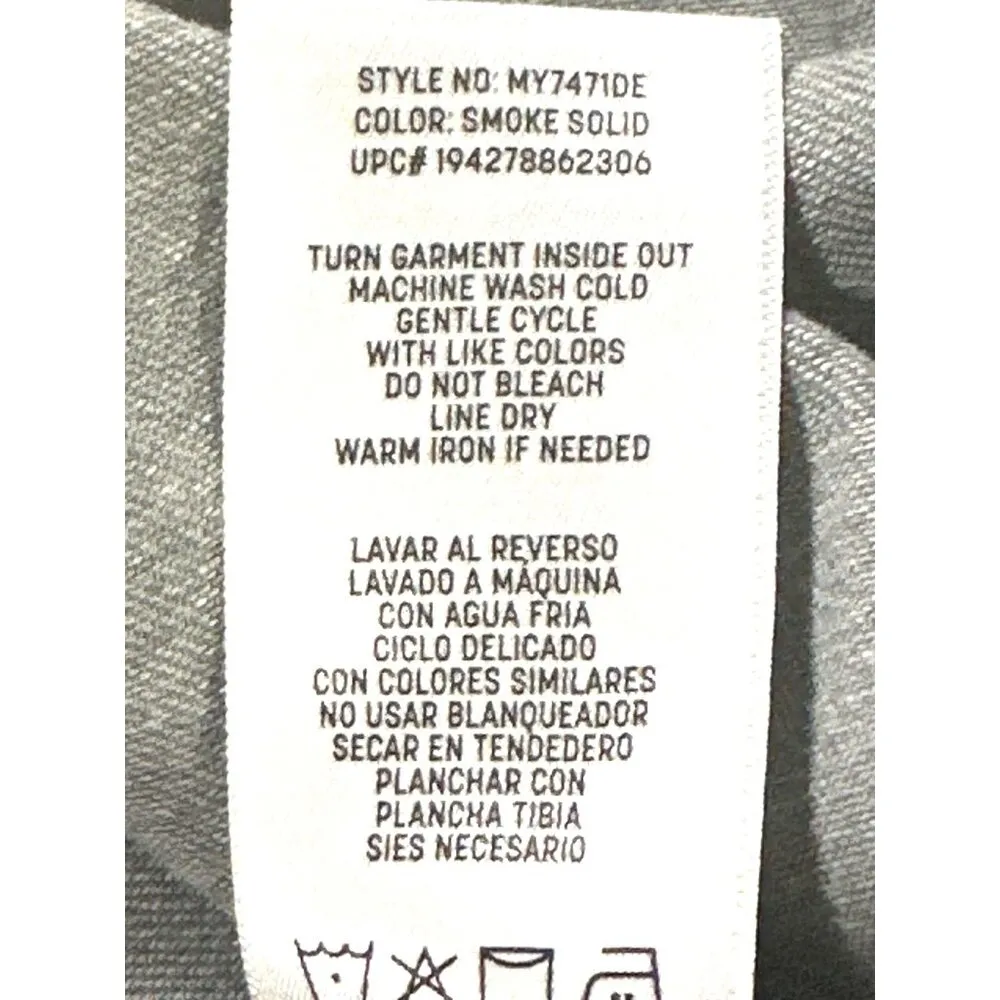 STYLE NO: MY7471DE
COLOR: SMOKE SOLID
UPC# 194278862306
TURN GARMENT INSIDE OUT
MACHINE WASH COLD
GENTLE CYCLE
WITH LIKE COLORS
DO NOT BLEACH
LINE DRY
WARM IRON IF NEEDED
LAVAR AL REVERSO
LAVADO A MÁQUINA
CON AGUA FRIA
CICLO DELICADO
CON COLORES SIMILARES
NO USAR BLANQUEADOR
SECAR EN TENDEDERO
PLANCHAR CON
PLANCHA TIBIA
SIES NECESARIO